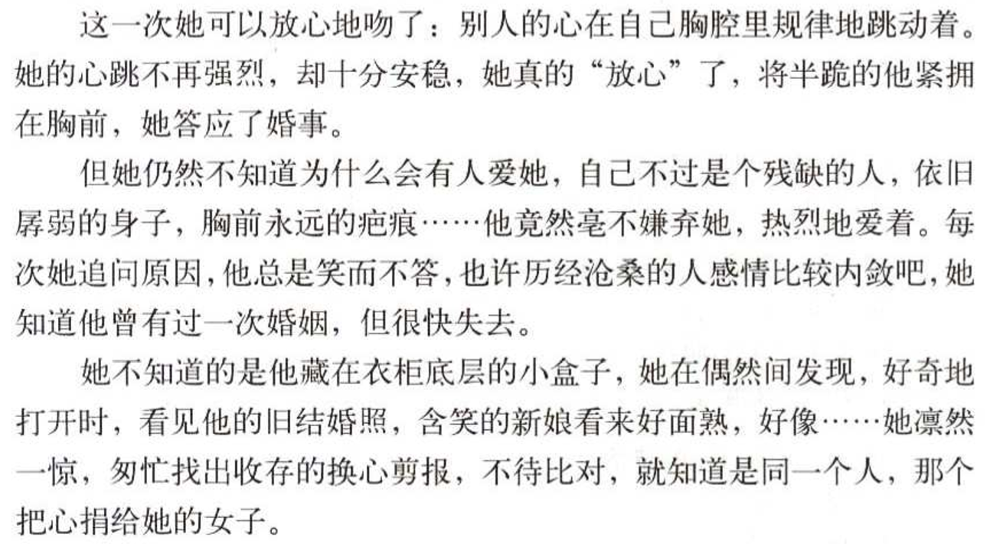 这一次她可以放心地吻了：别人的心在自己胸腔里规律地跳动着。
她的心跳不再强烈，却十分安稳，她真的“放心”了，将半跪的他紧拥
在胸前，她答应了婚事。
但她仍然不知道为什么会有人爱她，自己不过是个残缺的人，依旧
孱弱的身子，胸前永远的疤痕……他竟然毫不嫌弃她，热烈地爱着。每
次她追问原因，他总是笑而不答，也许历经沧桑的人感情比较内敛吧，她
知道他曾有过一次婚姻，但很快失去。
她不知道的是他藏在衣柜底层的小盒子，她在偶然间发现，好奇地
打开时，看见他的旧结婚照，含笑的新娘看来好面熟，好像……她凛然
一惊，匆忙找出收存的换心剪报，不待比对，就知道是同一个人，那个
把心捐给她的女子。